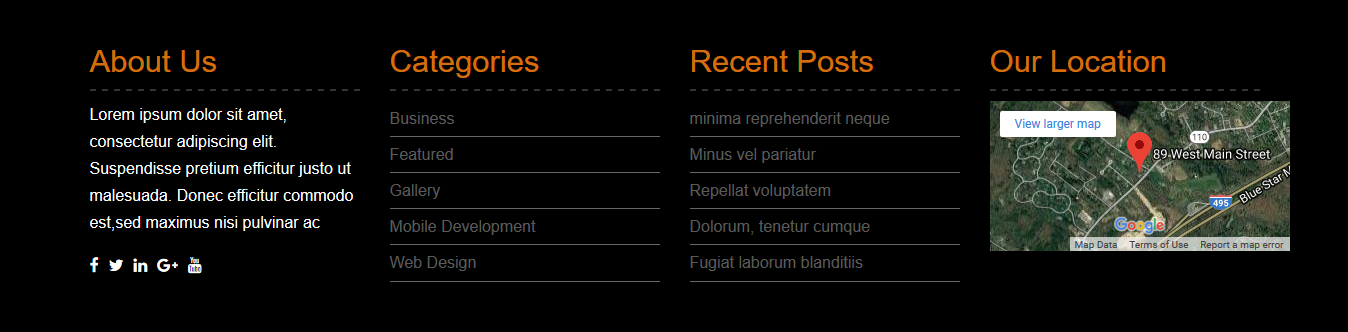 About Us
Lorem ipsum dolor sit amet,
consectetur adipiscing elit.
Suspendisse pretium efficitur justo ut
malesuada. Donec efficitur commodo
est,sed maximus nisi pulvinar ac
You
Tube
Categories
Business
Featured
Gallery
Mobile Development
Web Design
Recent Posts
minima reprehenderit neque
Minus vel pariatur
Repellat voluptatem
Dolorum, tenetur cumque
Fugiat laborum blanditiis
Our Location
View larger map
110
89 West Main Street
495
Blue Star M
Google
Map Data Terms of Use Report a map error